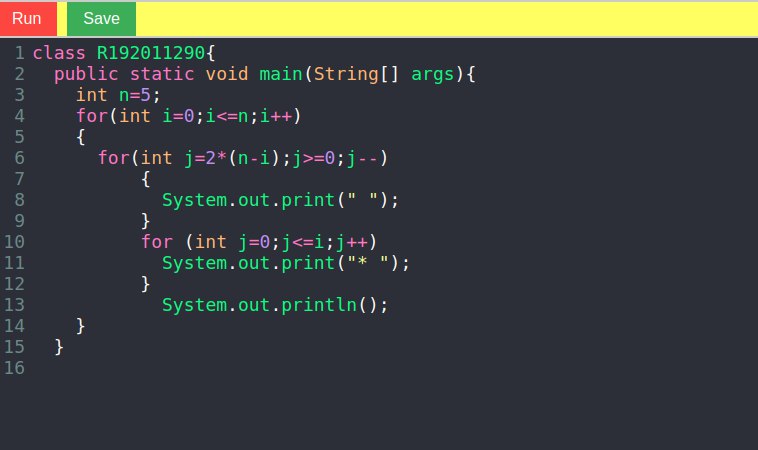 Run Save
1 class R192011290{
2   public static void main(String[] args){
3     int n=5;
4     for(int i=0;i<=n;i++)
5     {
6       for(int j=2*(n-i);j>=0;j--)
7           {
8             System.out.print(" ");
9           }
10           for (int j=0;j<=i;j++)
11             System.out.print("* ");
12           }
13             System.out.println();
14     }
15   }
16